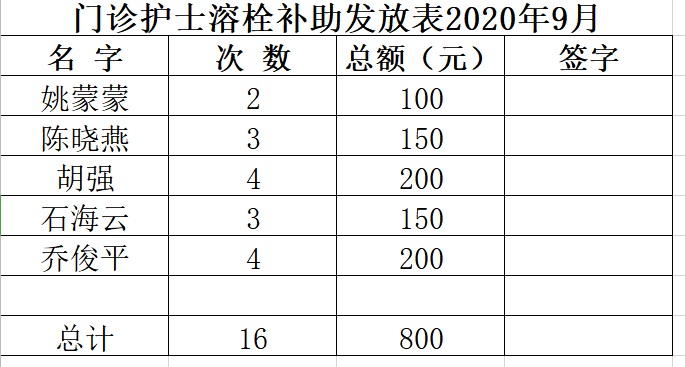 门诊护士溶栓补助发放表2020年9月
名 字 次 数 总额（元） 签字
姚蒙蒙 2 100
陈晓燕 3 150
胡强 4 200
石海云 3 150
乔俊平 4 200
总计 16 800